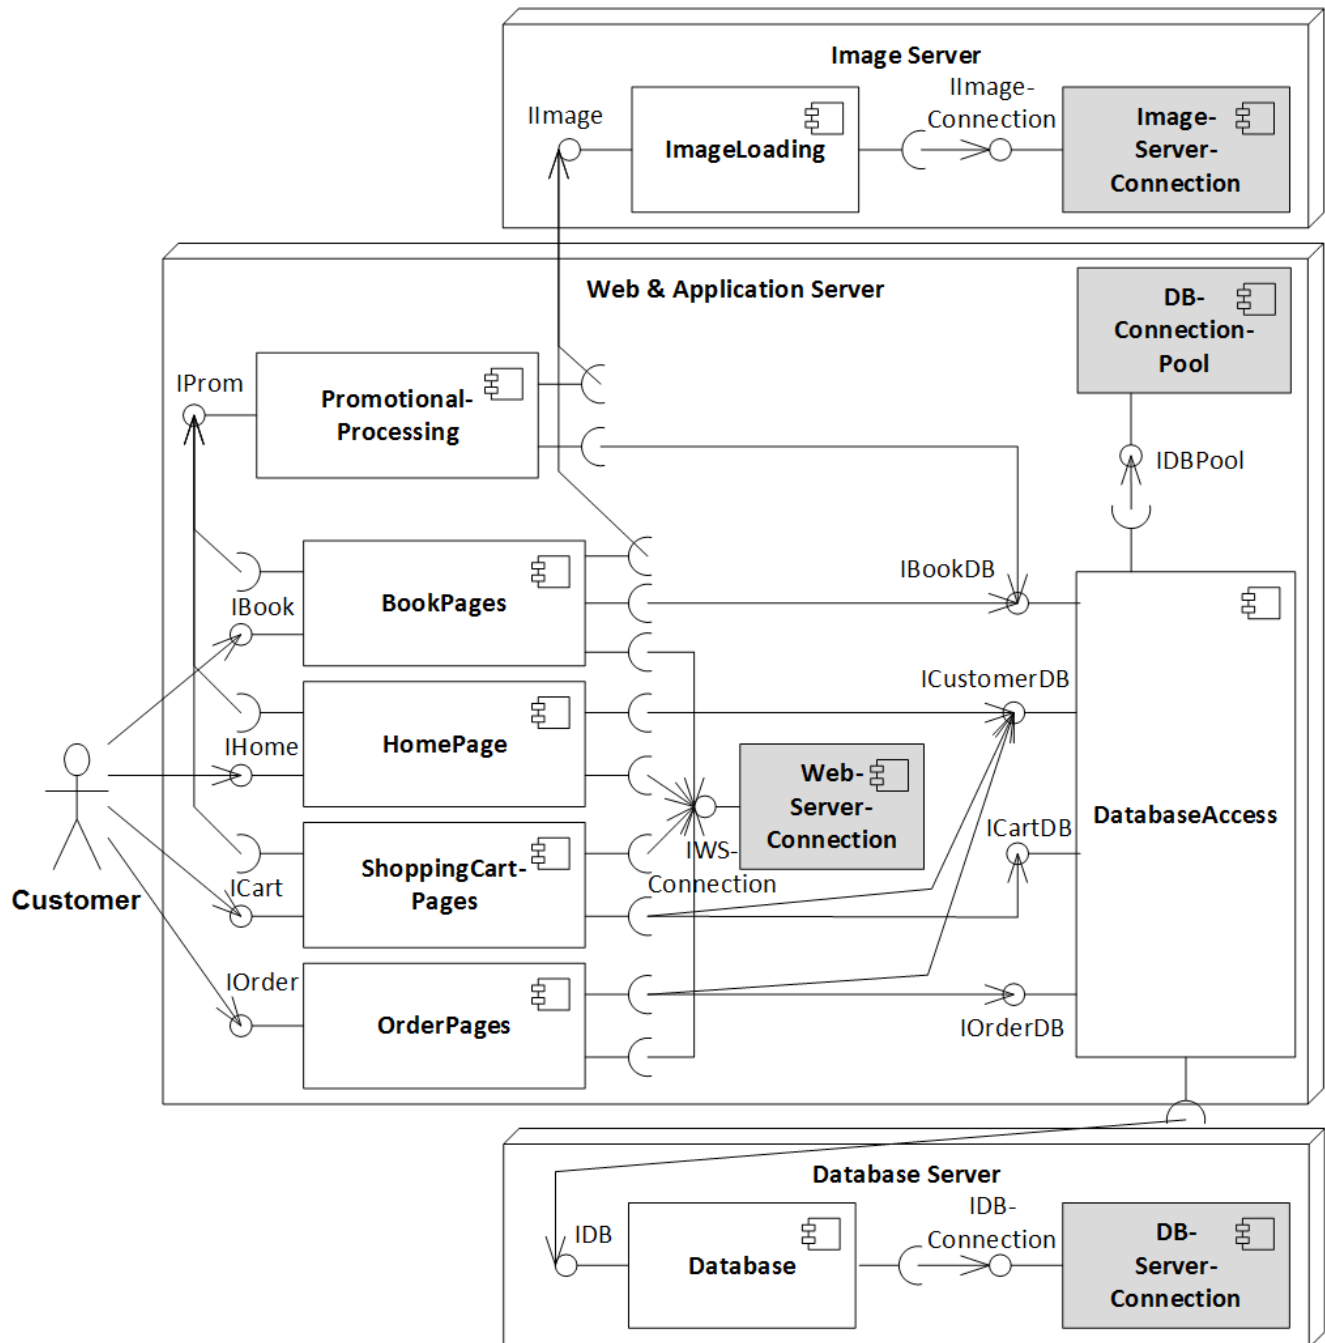 Image Server
IImage
ImageLoading
IImage-
Connection
Image-
Server-
Connection
Web & Application Server
DB-
Connection-
Pool
IProm
Promotional-
Processing
IDBPool
IBookDB
IBook
BookPages
ICustomerDB
IHome
HomePage
Web-
Server-
Connection
IWS-
Connection
DatabaseAccess
ICartDB
Customer
ICart
ShoppingCart-
Pages
IOrder
OrderPages
IOrderDB
Database Server
IDB
Database
IDB-
Connection
DB-
Server-
Connection